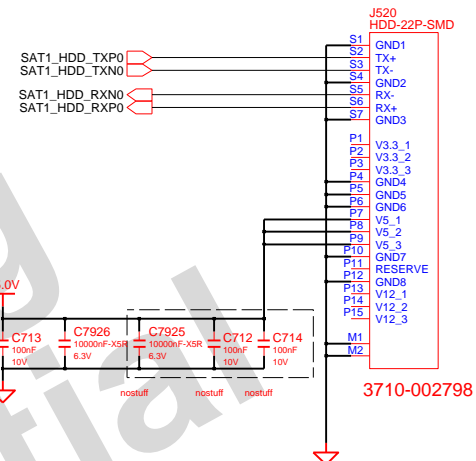 J520
HDD-22P-SMD
S1 GND1
SAT1_HDD_TXP0 S2 TX+
SAT1_HDD_TXN0 S3 TX-
S4 GND2
SAT1_HDD_RXN0 S5 RX-
SAT1_HDD_RXP0 S6 RX+
S7 GND3
P1 V3.3_1
P2 V3.3_2
P3 V3.3_3
P4 GND4
P5 GND5
P6 GND6
P7 V5_1
P8 V5_2
P9 V5_3
P10 GND7
P11 RESERVE
P12 GND8
P13 V12_1
P14 V12_2
P15 V12_3
M1
M2
3710-002798
C713 C7926 C7925 C712 C714
100nF 10000nF-X5R 10000nF-X5R 100nF 100nF
10V 6.3V 6.3V 10V 10V
nostuff nostuff nostuff